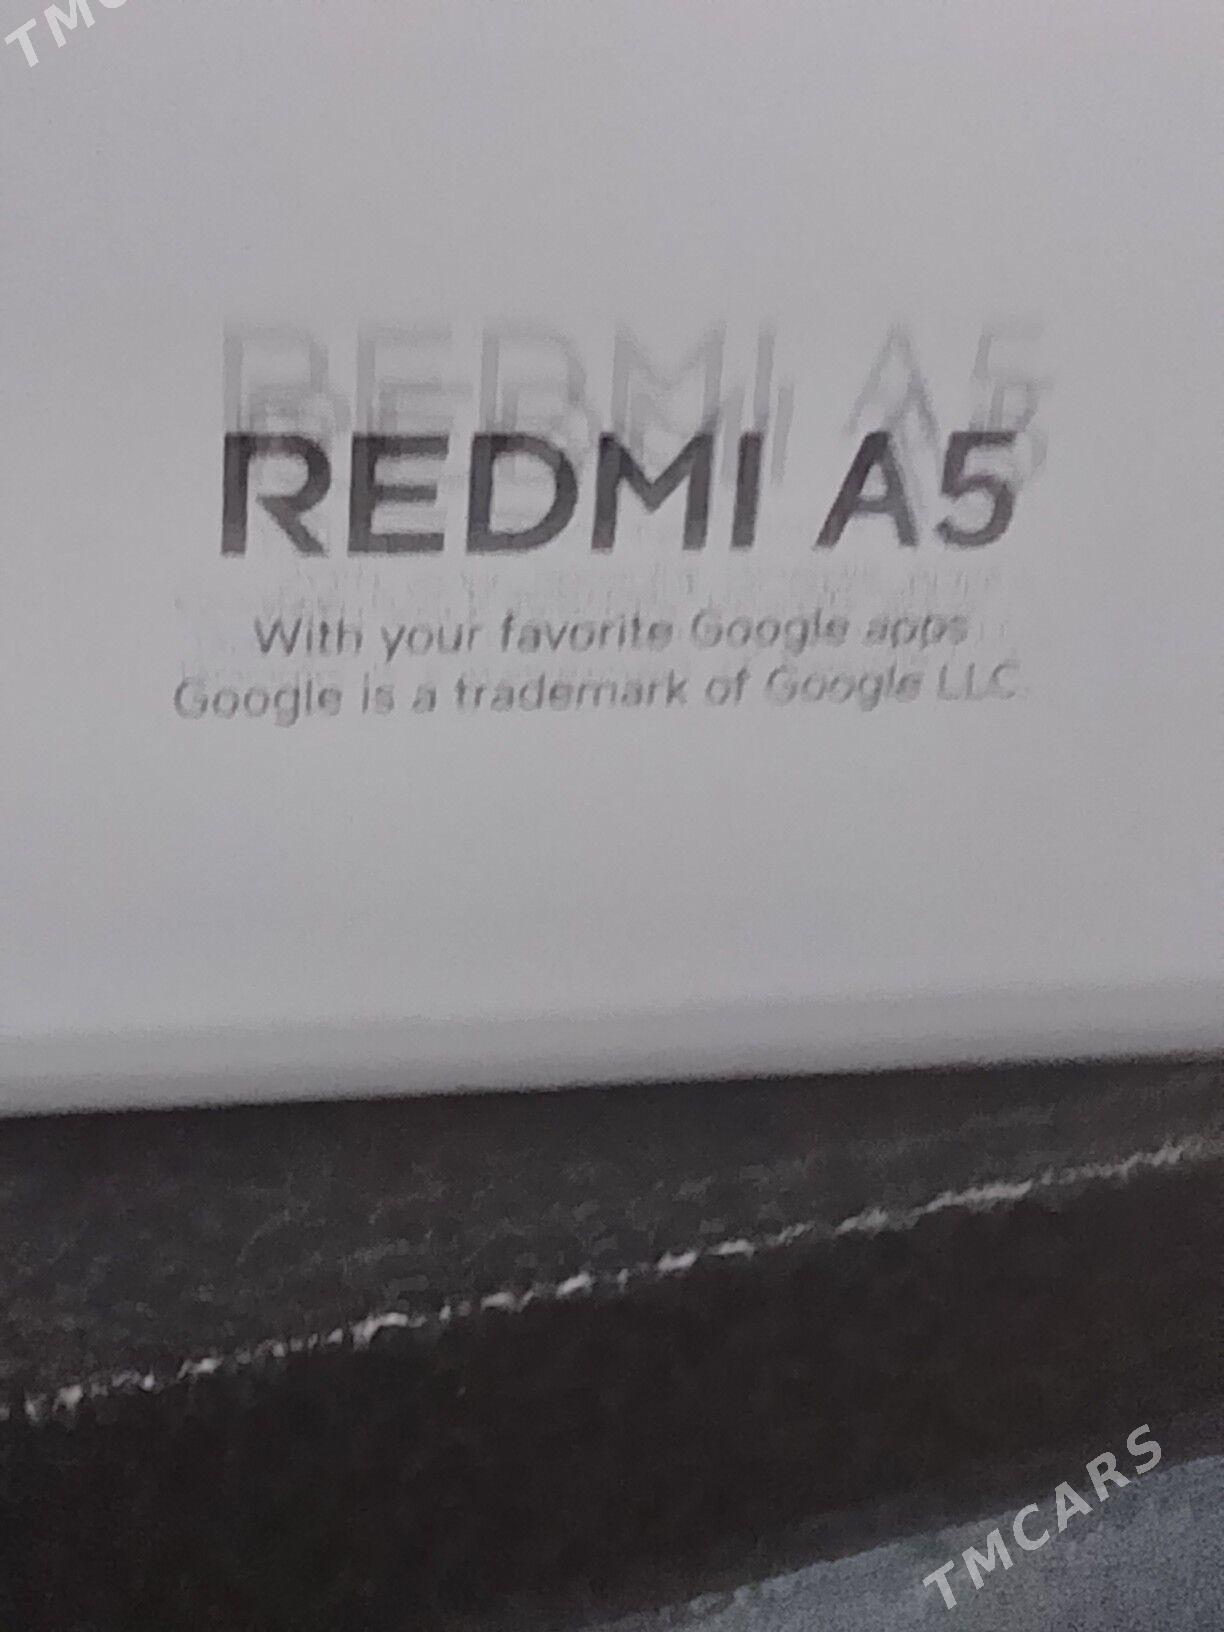 TMC
REDMI A5
With your favorite Google apps
Google is a trademark of Google LLC
TMCARS